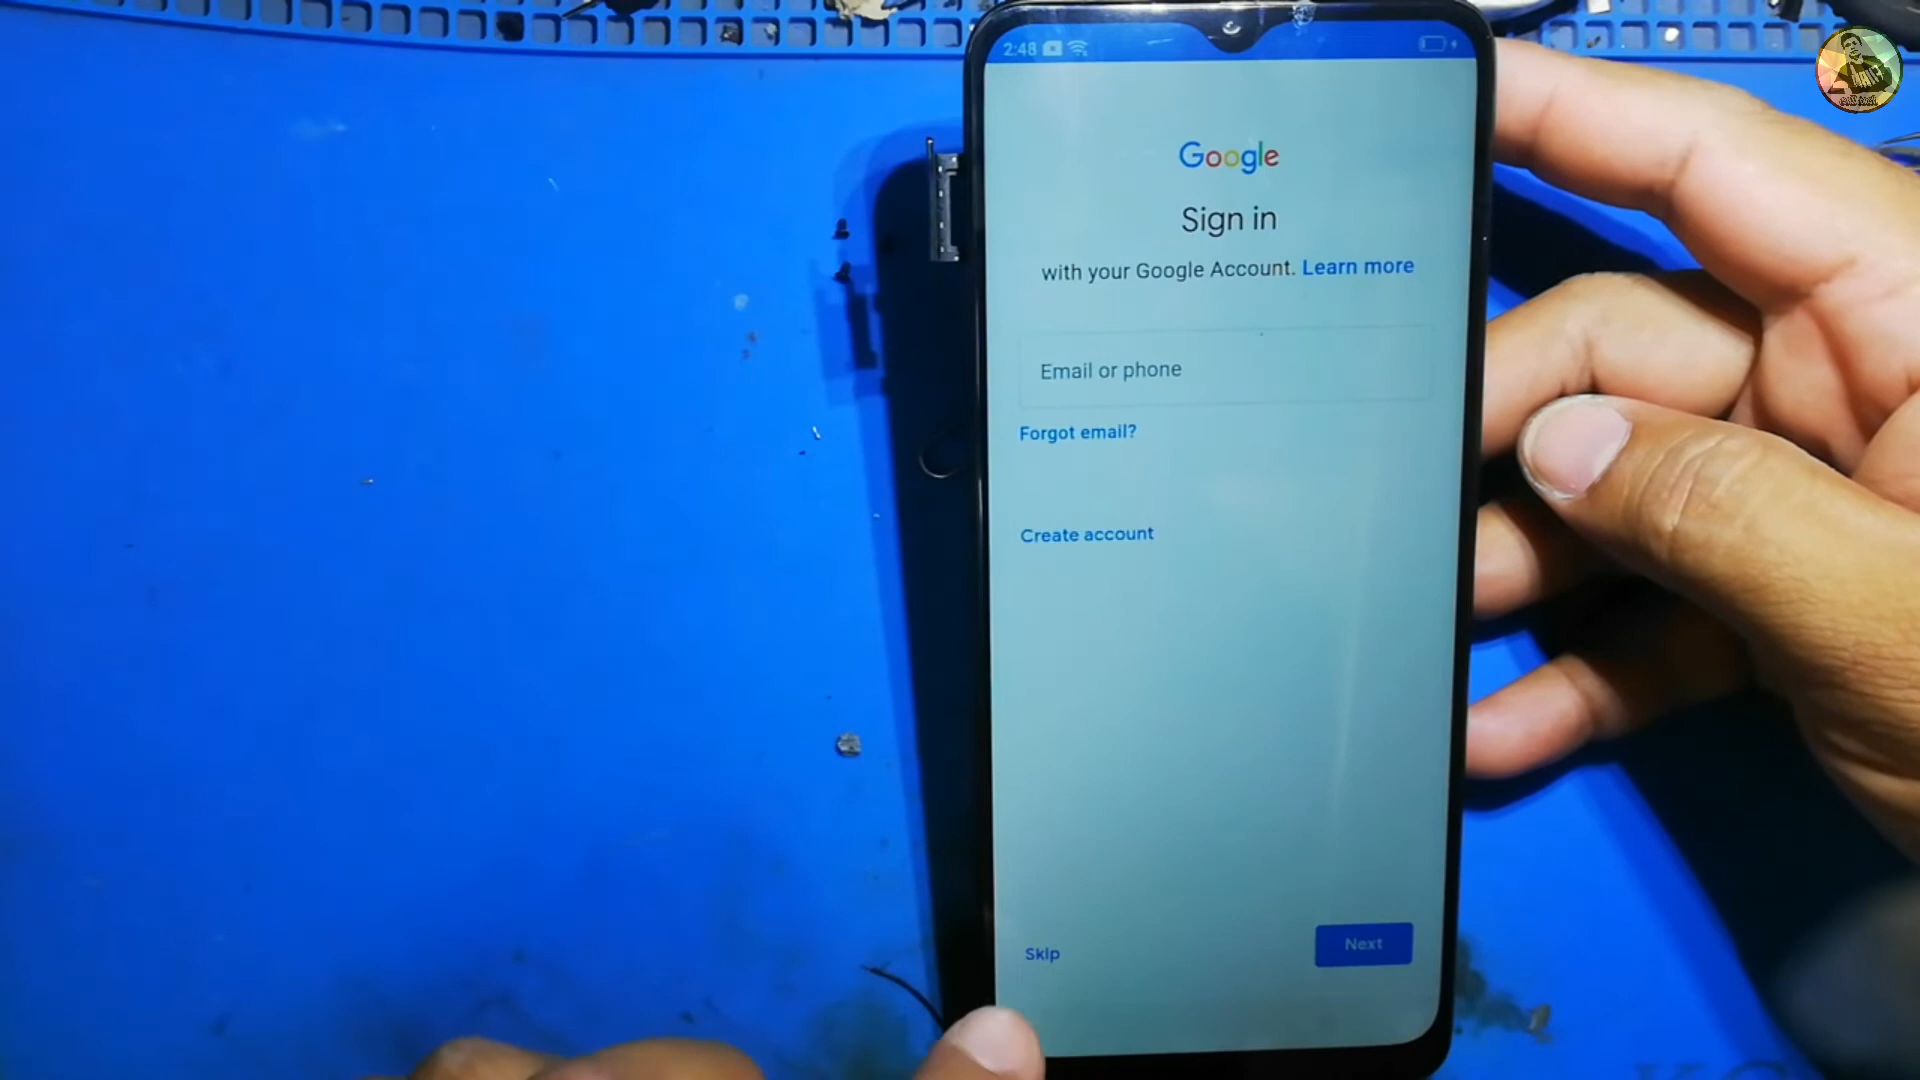 2:48
Google
Sign in
with your Google Account. Learn more
Email or phone
Forgot email?
Create account
Skip
Next